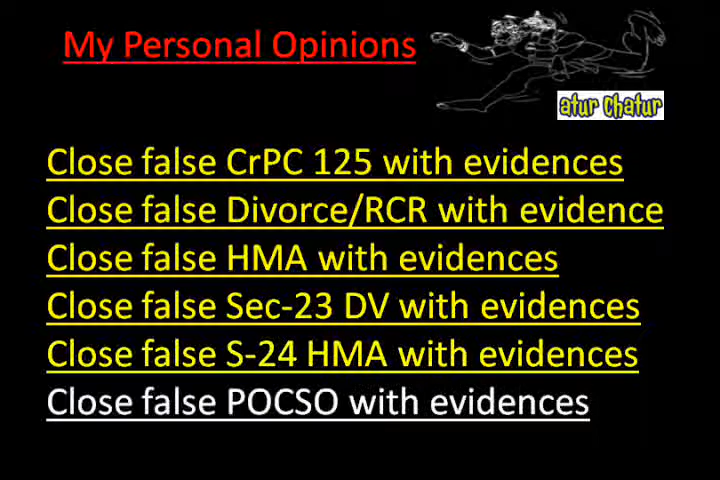 My Personal Opinions
atur chatur
Close false CrPC 125 with evidences
Close false Divorce/RCR with evidence
Close false HMA with evidences
Close false Sec-23 DV with evidences
Close false S-24 HMA with evidences
Close false POCSO with evidences